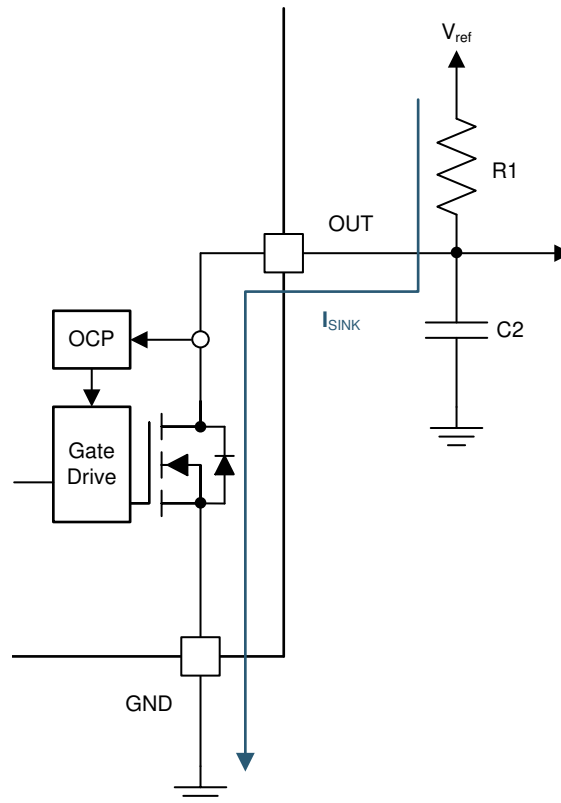 Vref
R1
OUT
ISINK
C2
OCP
Gate
Drive
GND